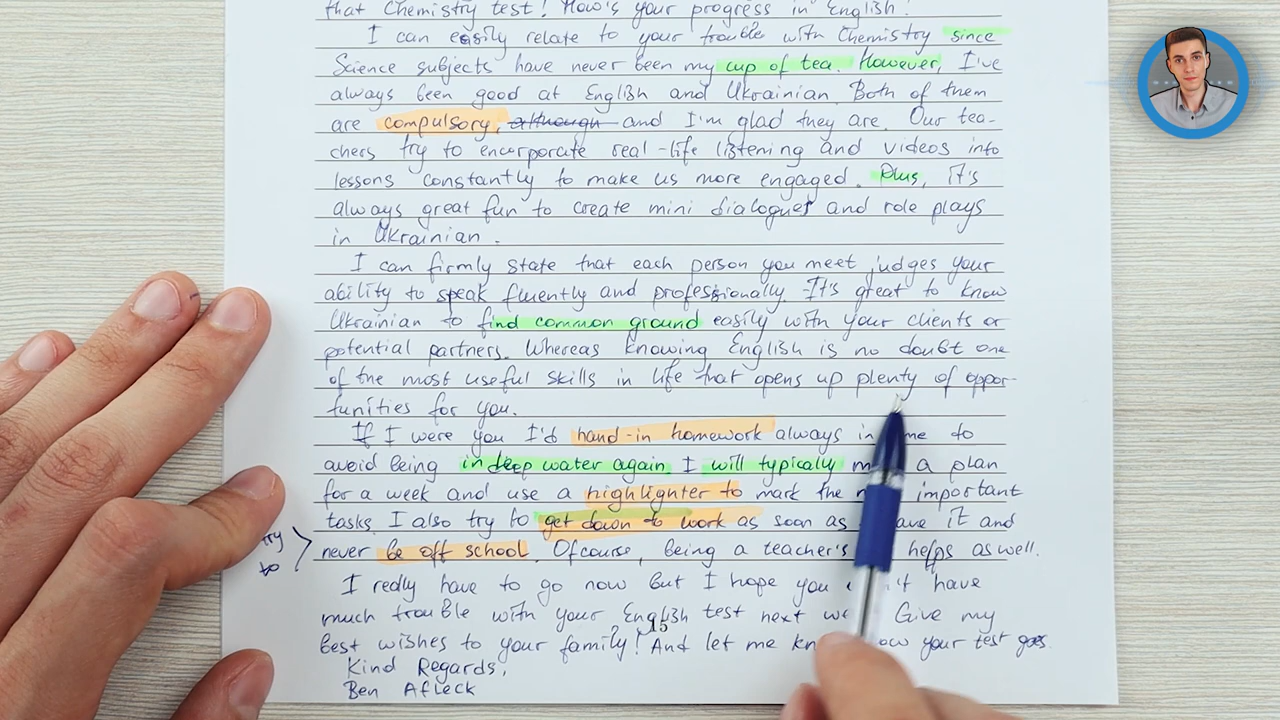 that Chemistry test! How's your progress in English?
I can easily relate to your trouble with Chemistry since
Science subjects have never been my cup of tea. However, I've
always been good at English and Ukrainian. Both of them
are compulsory, although and I'm glad they are. Our tea-
chers try to encorporate real-life listening and videos into
lessons constantly to make us more engaged. Plus, it's
always great fun to create mini dialogues and role plays
in Ukrainian.
I can firmly state that each person you meet judges your
ability to speak fluently and professionally. It's great to know
Ukrainian to find common ground easily with your clients or
potential partners. Whereas knowing English is no doubt one
of the most useful skills in life that opens up plenty of oppor-
tunities for you.
If I were you I'd hand-in homework always in me to
avoid being in deep water again. I will typically a plan
for a week and use a highlighter to mark the important
tasks. I also try to get down to work as soon as ave it and
never be off school. Ofcourse, being a teacher's helps as well.
try
to
I really have to go now but I hope you have
much trouble with your English test next Give my
15
best wishes to your family! And let me how your test goes.
Kind Regards,
Ben Afleck